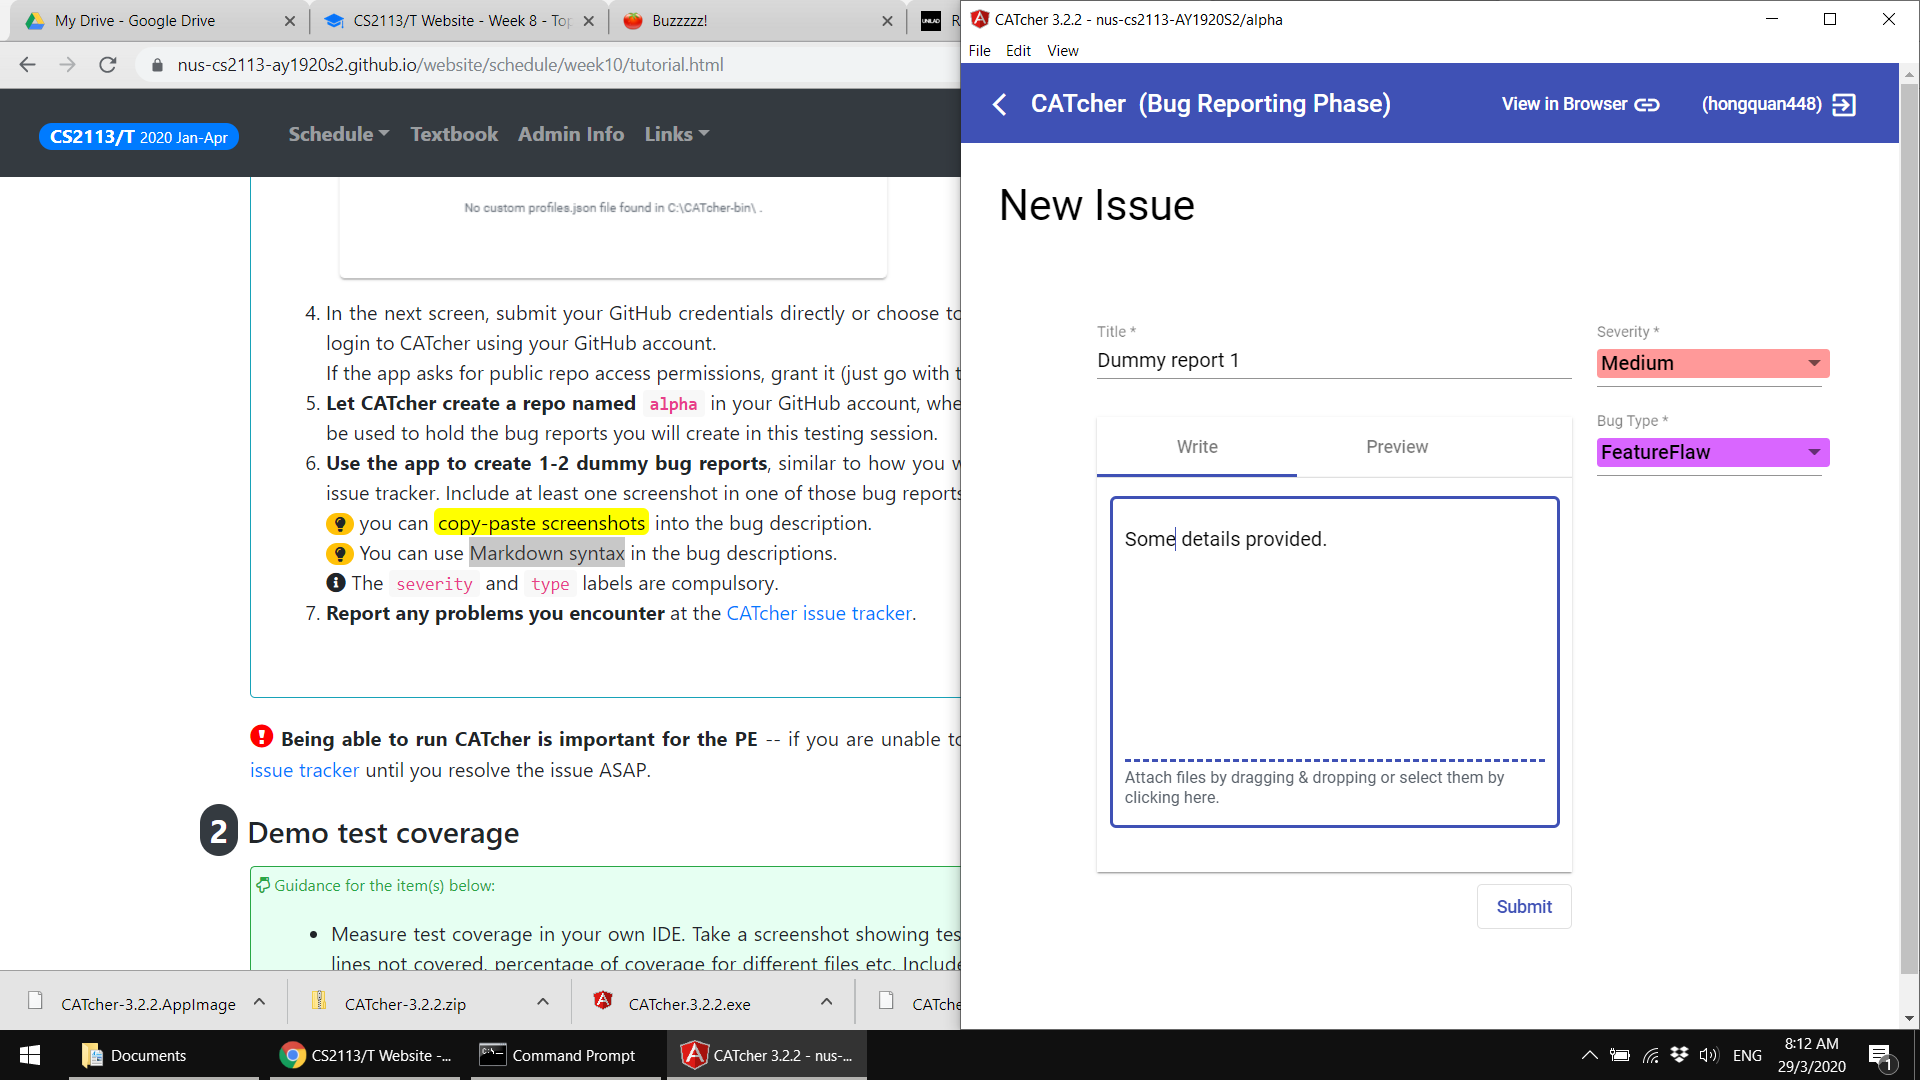 My Drive - Google Drive
CS2113/T Website - Week 8 - Top
Buzzzzz!
UNILAD
R
nus-cs2113-ay1920s2.github.io/website/schedule/week10/tutorial.html
CS2113/T 2020 Jan-Apr
Schedule
Textbook
Admin Info
Links
No custom profiles.json file found in C:\CATcher-bin\ .
4. In the next screen, submit your GitHub credentials directly or choose to
login to CATcher using your GitHub account.
If the app asks for public repo access permissions, grant it (just go with t
5. Let CATcher create a repo named alpha in your GitHub account, whe
be used to hold the bug reports you will create in this testing session.
6. Use the app to create 1-2 dummy bug reports, similar to how you w
issue tracker. Include at least one screenshot in one of those bug reports
you can copy-paste screenshots into the bug description.
You can use Markdown syntax in the bug descriptions.
The severity and type labels are compulsory.
7. Report any problems you encounter at the CATcher issue tracker.
Being able to run CATcher is important for the PE -- if you are unable to
issue tracker until you resolve the issue ASAP.
2 Demo test coverage
Guidance for the item(s) below:
• Measure test coverage in your own IDE. Take a screenshot showing tes
lines not covered, percentage of coverage for different files etc. Include
CATcher-3.2.2.AppImage
CATcher-3.2.2.zip
CATcher.3.2.2.exe
CATche
CATcher 3.2.2 - nus-cs2113-AY1920S2/alpha
File Edit View
CATcher (Bug Reporting Phase)
View in Browser
(hongquan448)
New Issue
Title *
Dummy report 1
Severity *
Medium
Bug Type *
FeatureFlaw
Write
Preview
Some details provided.
Attach files by dragging & dropping or select them by
clicking here.
Submit
Documents
CS2113/T Website -...
Command Prompt
CATcher 3.2.2 - nus-...
ENG
8:12 AM
29/3/2020
1